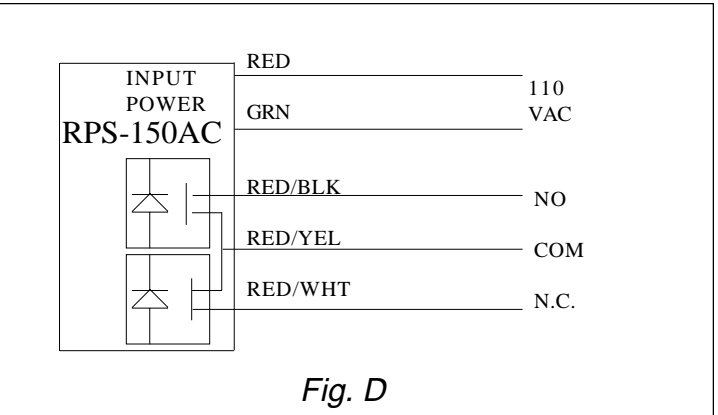 RED
INPUT
POWER
110
VAC
GRN
RPS-150AC
RED/BLK
NO
RED/YEL
COM
RED/WHT
N.C.
Fig. D